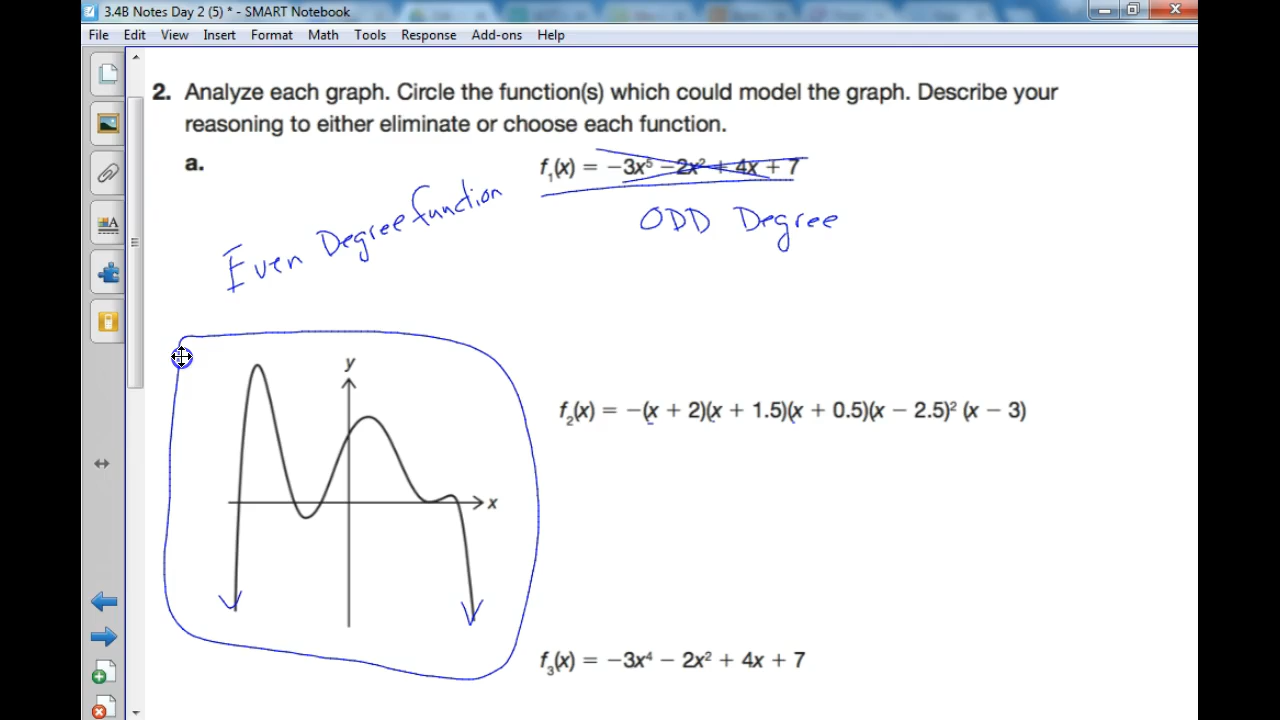 3.4B Notes Day 2 (5) * - SMART Notebook
File Edit View Insert Format Math Tools Response Add-ons Help
2. Analyze each graph. Circle the function(s) which could model the graph. Describe your
reasoning to either eliminate or choose each function.
a.
f₁(x) = −3x⁵ − 2x² + 4x + 7
Even Degree function
ODD Degree
y
x
f₂(x) = −(x + 2)(x + 1.5)(x + 0.5)(x − 2.5)² (x − 3)
f₃(x) = −3x⁴ − 2x² + 4x + 7